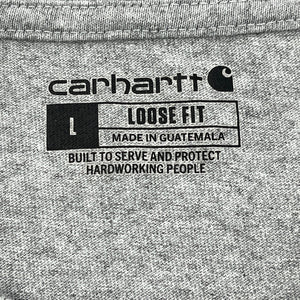 carhartt
L LOOSE FIT
MADE IN GUATEMALA
BUILT TO SERVE AND PROTECT
HARDWORKING PEOPLE